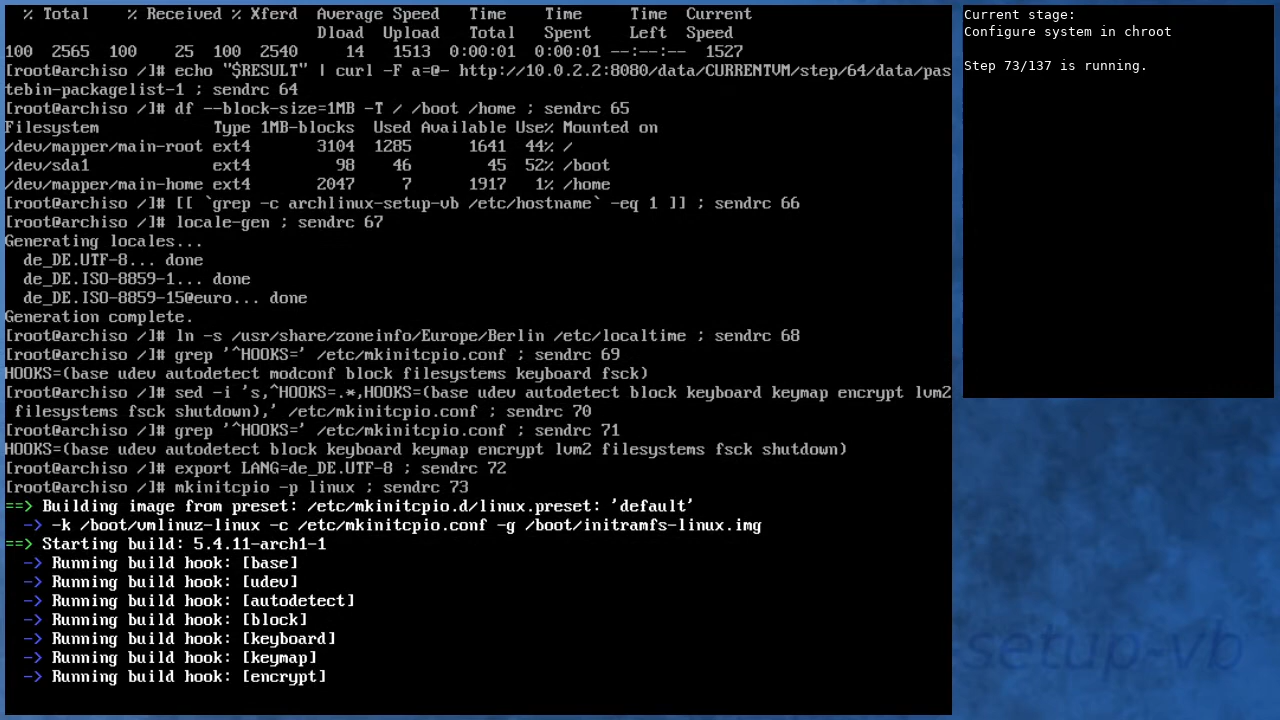 % Total    % Received % Xferd  Average Speed   Time    Time     Time  Current
                                 Dload  Upload   Total   Spent    Left  Speed
100  2565  100    25  100  2540     14   1513  0:00:01  0:00:01 --:--:--  1527
[root@archiso /]# echo "$RESULT" | curl -F a=@- http://10.0.2.2:8080/data/CURRENTVM/step/64/data/pas
tebin-packagelist-1 ; sendrc 64
[root@archiso /]# df --block-size=1MB -T / /boot /home ; sendrc 65
Filesystem            Type 1MB-blocks  Used Available Use% Mounted on
/dev/mapper/main-root ext4       3104  1285      1641  44% /
/dev/sda1             ext4         98    46        45  52% /boot
/dev/mapper/main-home ext4       2047     7      1917   1% /home
[root@archiso /]# [[ `grep -c archlinux-setup-vb /etc/hostname` -eq 1 ]] ; sendrc 66
[root@archiso /]# locale-gen ; sendrc 67
Generating locales...
  de_DE.UTF-8... done
  de_DE.ISO-8859-1... done
  de_DE.ISO-8859-15@euro... done
Generation complete.
[root@archiso /]# ln -s /usr/share/zoneinfo/Europe/Berlin /etc/localtime ; sendrc 68
[root@archiso /]# grep '^HOOKS=' /etc/mkinitcpio.conf ; sendrc 69
HOOKS=(base udev autodetect modconf block filesystems keyboard fsck)
[root@archiso /]# sed -i 's,^HOOKS=.*,HOOKS=(base udev autodetect block keyboard keymap encrypt lvm2
 filesystems fsck shutdown),' /etc/mkinitcpio.conf ; sendrc 70
[root@archiso /]# grep '^HOOKS=' /etc/mkinitcpio.conf ; sendrc 71
HOOKS=(base udev autodetect block keyboard keymap encrypt lvm2 filesystems fsck shutdown)
[root@archiso /]# export LANG=de_DE.UTF-8 ; sendrc 72
[root@archiso /]# mkinitcpio -p linux ; sendrc 73
==> Building image from preset: /etc/mkinitcpio.d/linux.preset: 'default'
  -> -k /boot/vmlinuz-linux -c /etc/mkinitcpio.conf -g /boot/initramfs-linux.img
==> Starting build: 5.4.11-arch1-1
  -> Running build hook: [base]
  -> Running build hook: [udev]
  -> Running build hook: [autodetect]
  -> Running build hook: [block]
  -> Running build hook: [keyboard]
  -> Running build hook: [keymap]
  -> Running build hook: [encrypt]
Current stage:
Configure system in chroot
Step 73/137 is running.
setup-vb